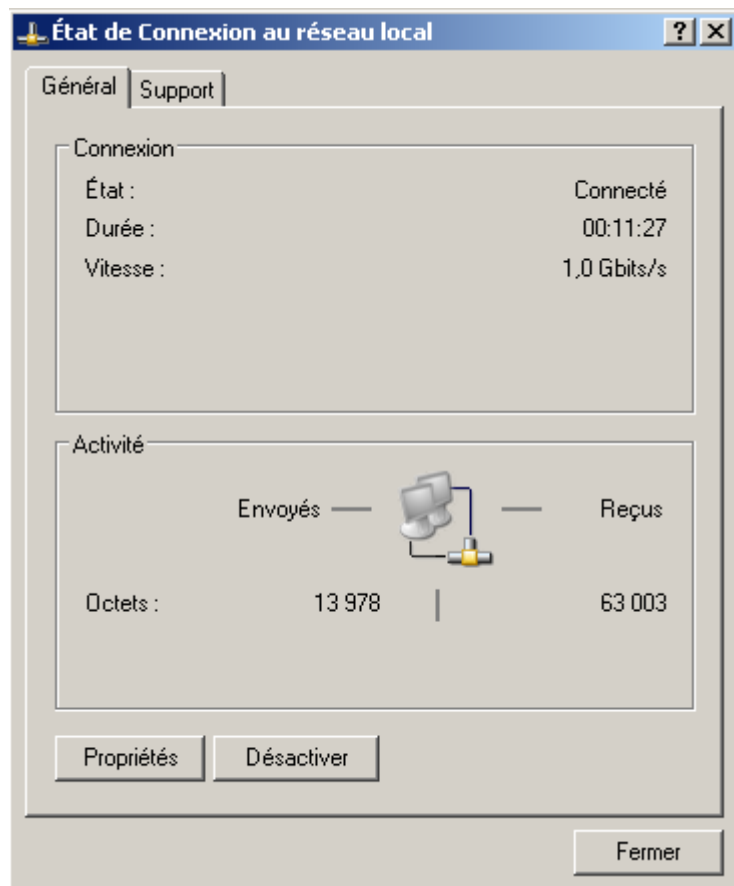 État de Connexion au réseau local
Général Support
Connexion
État : Connecté
Durée : 00:11:27
Vitesse : 1,0 Gbits/s
Activité
Envoyés Reçus
Octets : 13 978 63 003
Propriétés Désactiver
Fermer